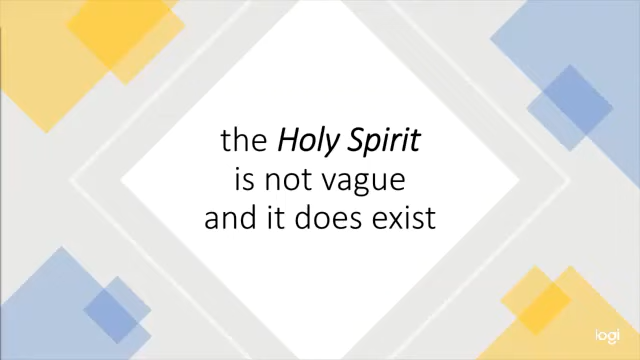 the Holy Spirit
is not vague
and it does exist
logi